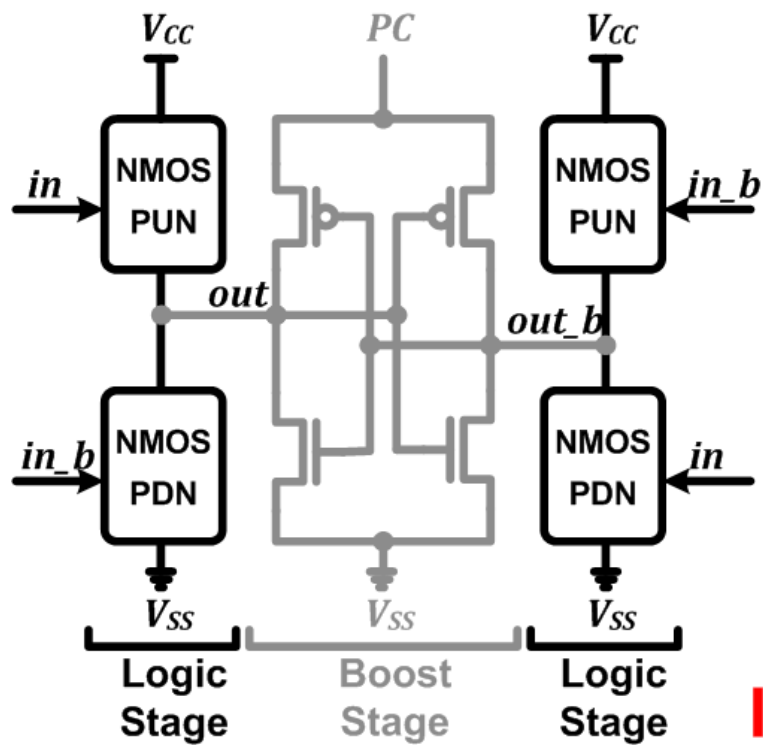 VCC
PC
VCC
NMOS
PUN
in
NMOS
PUN
in_b
out
out_b
NMOS
PDN
in_b
NMOS
PDN
in
VSS
VSS
VSS
Logic
Stage
Boost
Stage
Logic
Stage